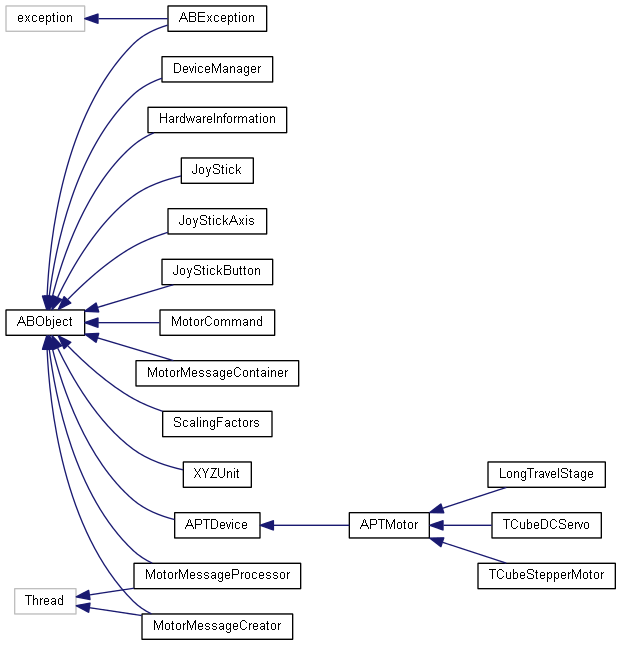 exception
ABException
DeviceManager
HardwareInformation
JoyStick
JoyStickAxis
JoyStickButton
ABObject
MotorCommand
MotorMessageContainer
ScalingFactors
XYZUnit
LongTravelStage
APTDevice
APTMotor
TCubeDCServo
MotorMessageProcessor
TCubeStepperMotor
Thread
MotorMessageCreator